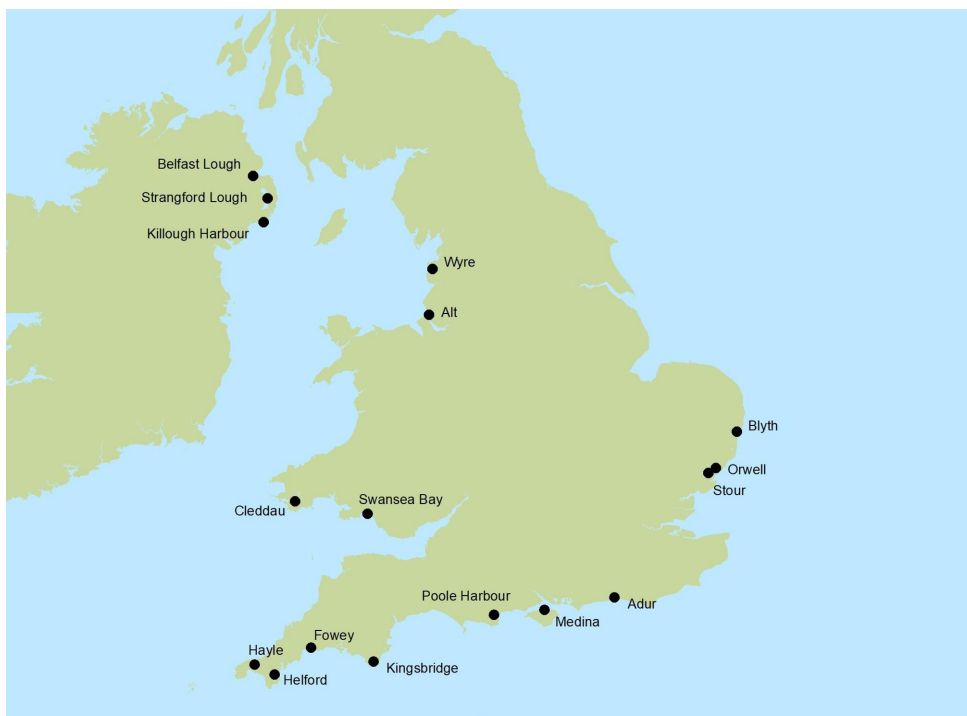 Belfast Lough
Strangford Lough
Killough Harbour
Wyre
Alt
Blyth
Orwell
Stour
Swansea Bay
Cleddau
Poole Harbour
Adur
Medina
Fowey
Hayle
Kingsbridge
Helford